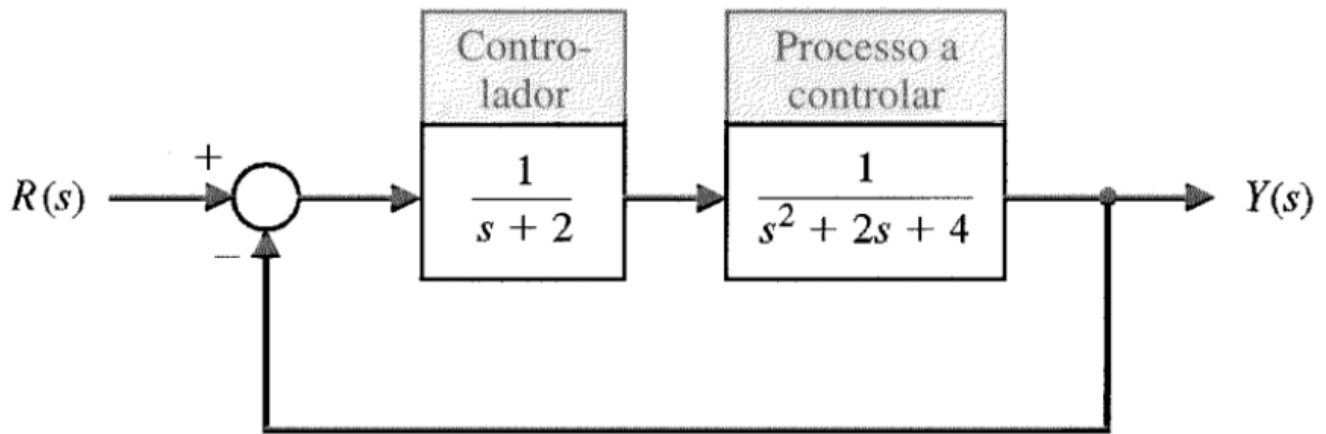 Contro-
lador
Processo a
controlar
R(s)
+
−
1
s + 2
1
s² + 2s + 4
Y(s)